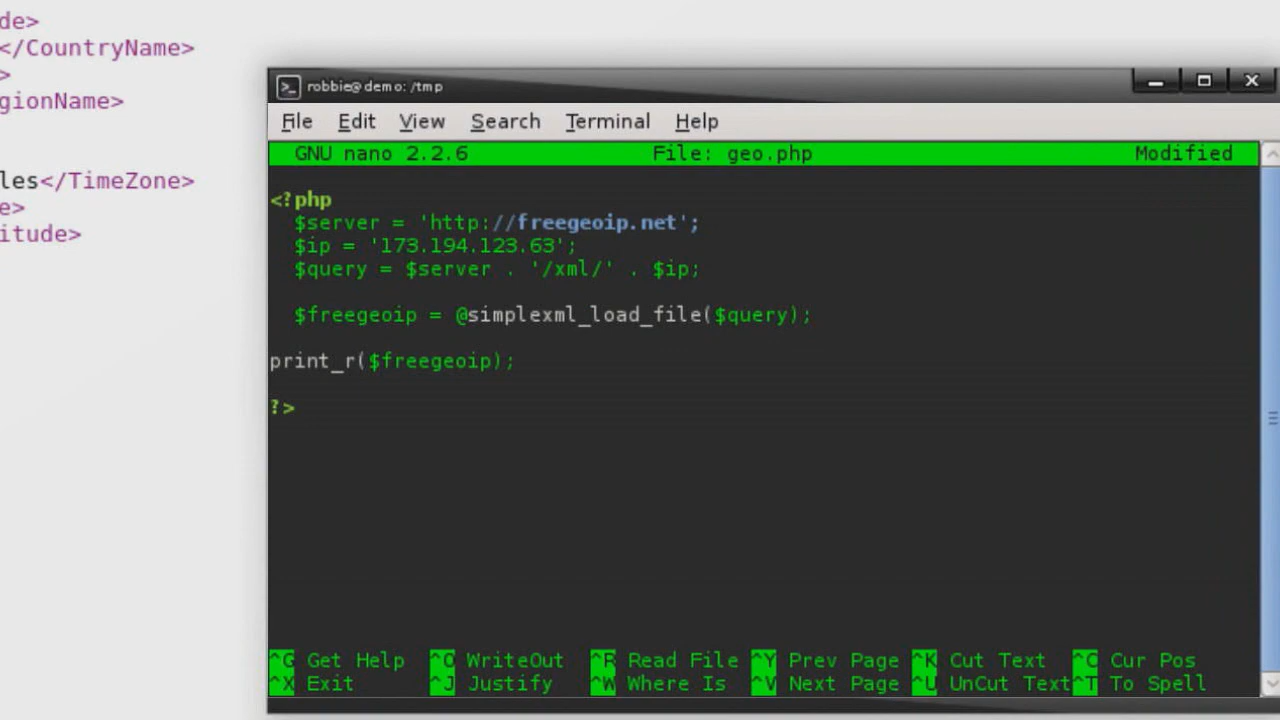 de>
</CountryName>
>
gionName>
les</TimeZone>
e>
itude>
robbie@demo: /tmp
File Edit View Search Terminal Help
GNU nano 2.2.6 File: geo.php Modified
<?php
$server = 'http://freegeoip.net';
$ip = '173.194.123.63';
$query = $server . '/xml/' . $ip;
$freegeoip = @simplexml_load_file($query);
print_r($freegeoip);
?>
^G Get Help ^O WriteOut ^R Read File ^Y Prev Page ^K Cut Text ^C Cur Pos
^X Exit ^J Justify ^W Where Is ^V Next Page ^U UnCut Text ^T To Spell